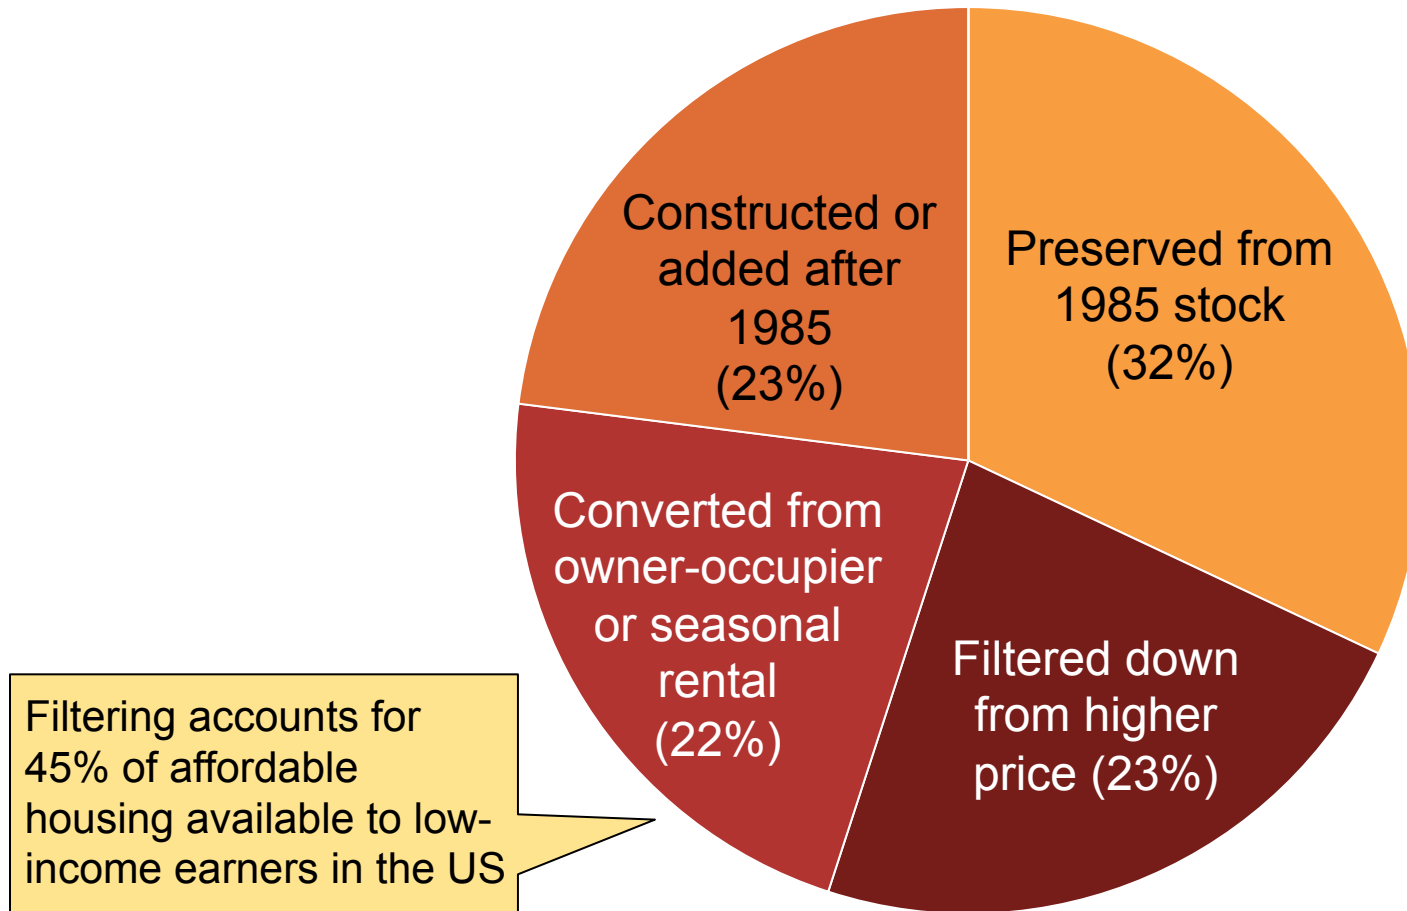 Constructed or
added after
1985
(23%)
Preserved from
1985 stock
(32%)
Converted from
owner-occupier
or seasonal
rental
(22%)
Filtered down
from higher
price (23%)
Filtering accounts for
45% of affordable
housing available to low-
income earners in the US